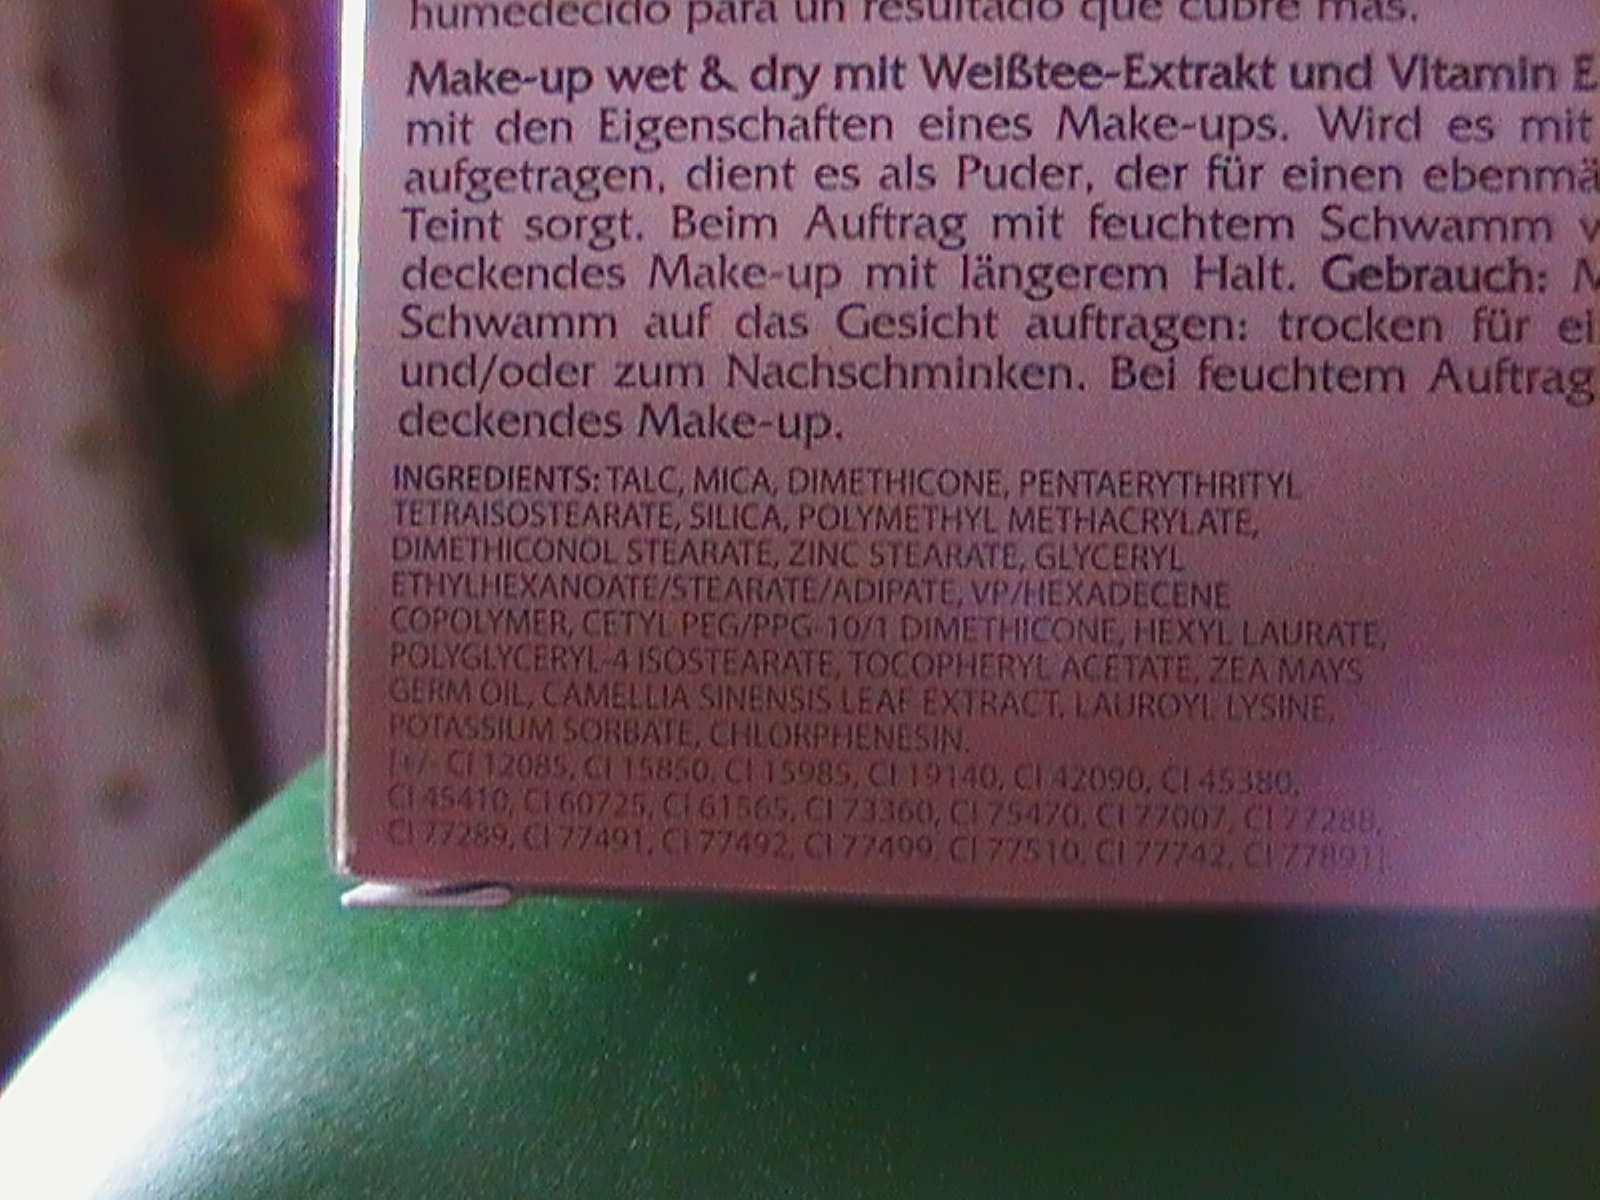 humedecido para un resultado que cubre más.
Make-up wet & dry mit Weißtee-Extrakt und Vitamin E
mit den Eigenschaften eines Make-ups. Wird es mit
aufgetragen, dient es als Puder, der für einen ebenmä
Teint sorgt. Beim Auftrag mit feuchtem Schwamm
deckendes Make-up mit längerem Halt. Gebrauch:
Schwamm auf das Gesicht auftragen: trocken für ei
und/oder zum Nachschminken. Bei feuchtem Auftrag
deckendes Make-up.
INGREDIENTS: TALC, MICA, DIMETHICONE, PENTAERYTHRITYL
TETRAISOSTEARATE, SILICA, POLYMETHYL METHACRYLATE,
DIMETHICONOL STEARATE, ZINC STEARATE, GLYCERYL
ETHYLHEXANOATE/STEARATE/ADIPATE, VP/HEXADECENE
COPOLYMER, CETYL PEG/PPG-10/1 DIMETHICONE, HEXYL LAURATE,
POLYGLYCERYL-4 ISOSTEARATE, TOCOPHERYL ACETATE, ZEA MAYS
GERM OIL, CAMELLIA SINENSIS LEAF EXTRACT, LAUROYL LYSINE,
POTASSIUM SORBATE, CHLORPHENESIN.
[+/- CI 12085, CI 15850, CI 15985, CI 19140, CI 42090, CI 45380,
CI 45410, CI 60725, CI 61565, CI 73360, CI 75470, CI 77007, CI 77288,
CI 77289, CI 77491, CI 77492, CI 77499, CI 77510, CI 77742, CI 77891].